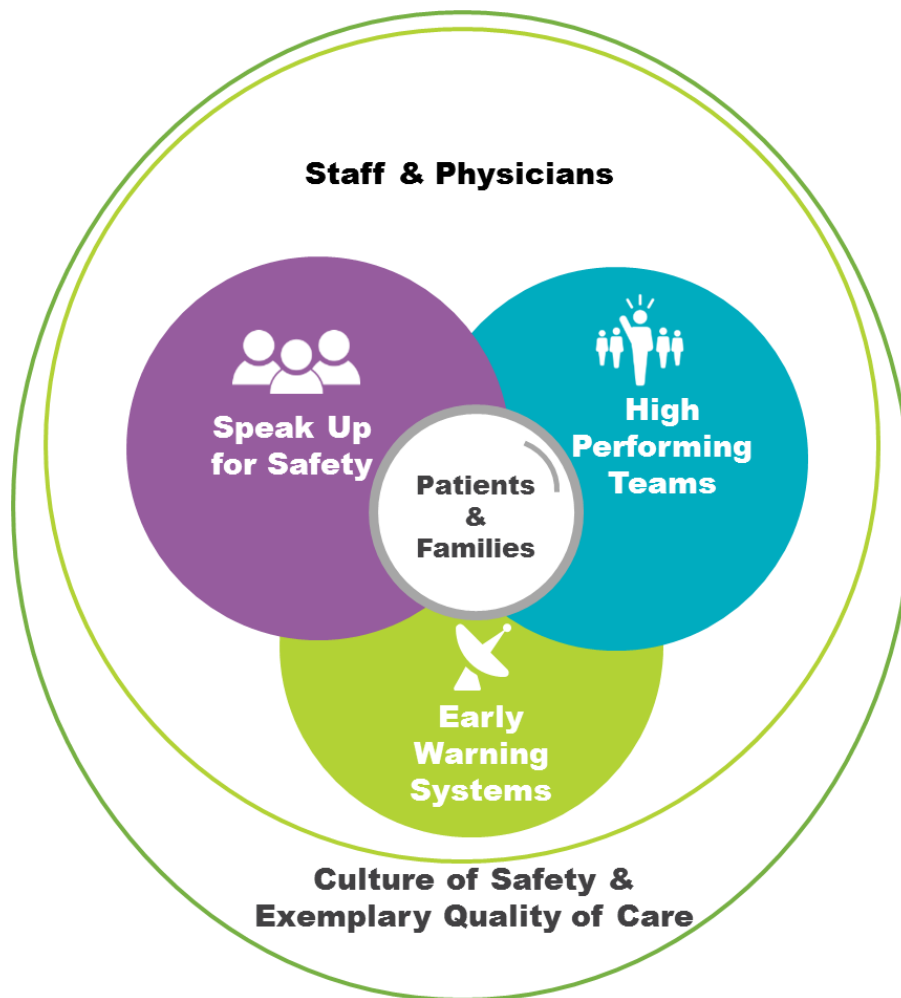 Staff & Physicians
Speak Up
for Safety
High
Performing
Teams
Patients
&
Families
Early
Warning
Systems
Culture of Safety &
Exemplary Quality of Care